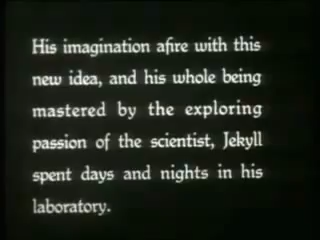 His imagination afire with this
new idea, and his whole being
mastered by the exploring
passion of the scientist, Jekyll
spent days and nights in his
laboratory.